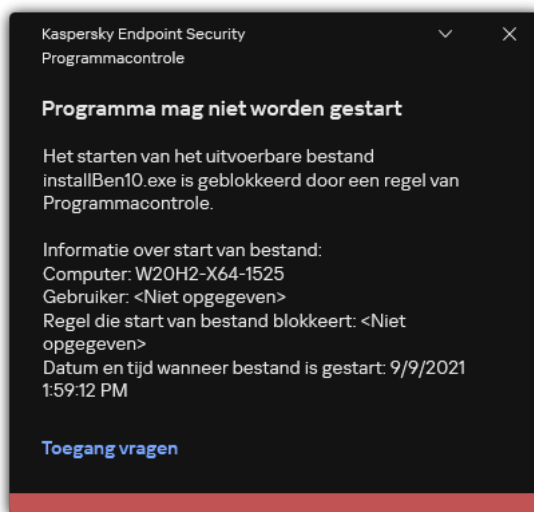 Kaspersky Endpoint Security
Programmacontrole
Programma mag niet worden gestart
Het starten van het uitvoerbare bestand
installBen10.exe is geblokkeerd door een regel van
Programmacontrole.
Informatie over start van bestand:
Computer: W20H2-X64-1525
Gebruiker: <Niet opgegeven>
Regel die start van bestand blokkeert: <Niet
opgegeven>
Datum en tijd wanneer bestand is gestart: 9/9/2021
1:59:12 PM
Toegang vragen